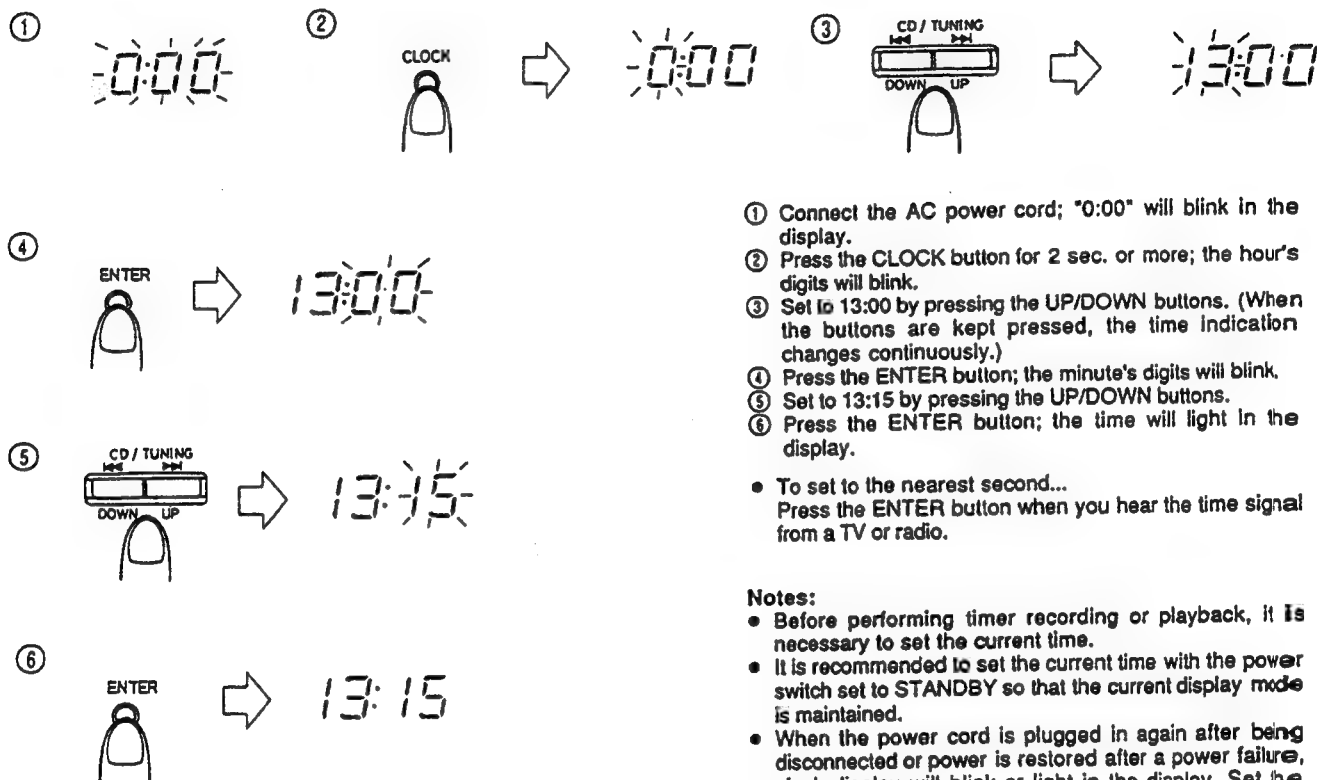 ①
0:00
②
CLOCK
0:00
③
CD / TUNING
DOWN UP
13:00
④
ENTER
13:00
⑤
CD / TUNING
DOWN UP
13:15
⑥
ENTER
13:15
① Connect the AC power cord; "0:00" will blink in the
display.
② Press the CLOCK button for 2 sec. or more; the hour's
digits will blink.
③ Set to 13:00 by pressing the UP/DOWN buttons. (When
the buttons are kept pressed, the time indication
changes continuously.)
④ Press the ENTER button; the minute's digits will blink.
⑤ Set to 13:15 by pressing the UP/DOWN buttons.
⑥ Press the ENTER button; the time will light in the
display.
● To set to the nearest second...
Press the ENTER button when you hear the time signal
from a TV or radio.
Notes:
● Before performing timer recording or playback, it is
necessary to set the current time.
● It is recommended to set the current time with the power
switch set to STANDBY so that the current display mode
is maintained.
● When the power cord is plugged in again after being
disconnected or power is restored after a power failure,
will blink or light in the display. Set the